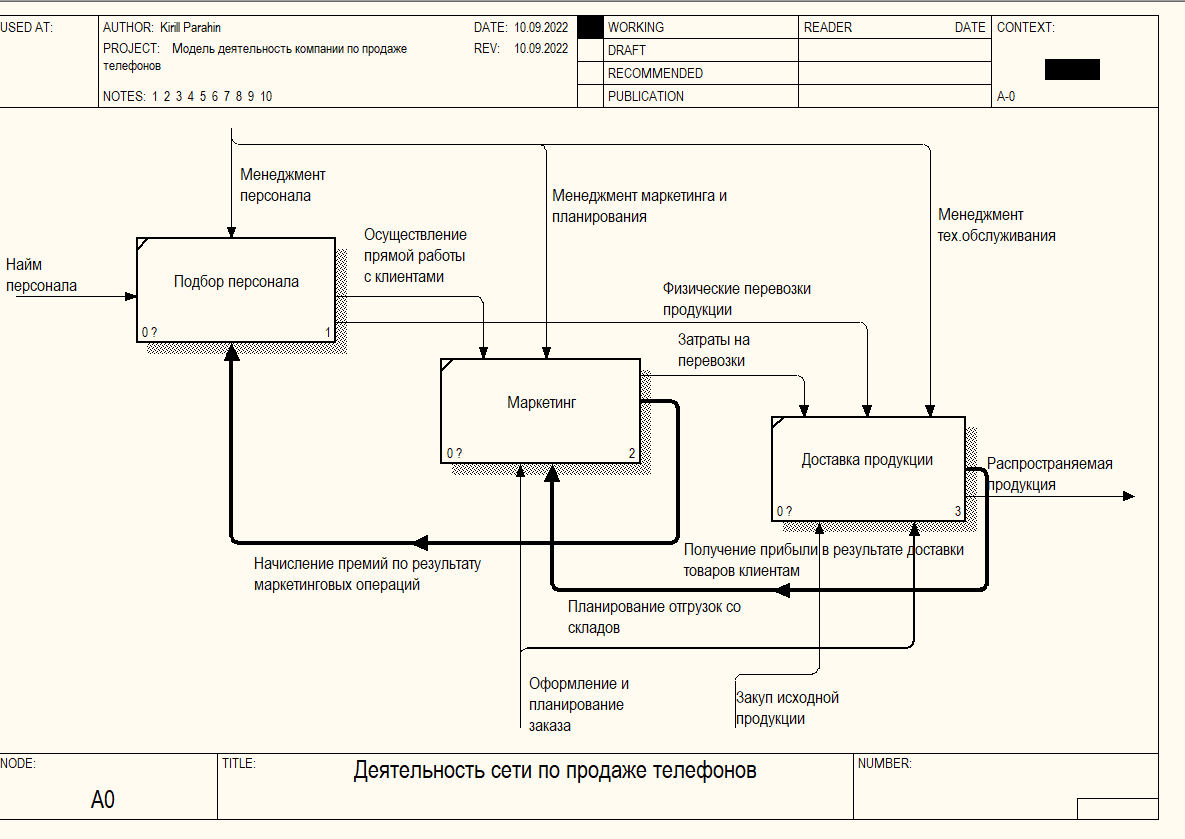 USED AT:
AUTHOR: Kirill Parahin
DATE: 10.09.2022
PROJECT: Модель деятельность компании по продаже
телефонов
REV: 10.09.2022
NOTES: 1 2 3 4 5 6 7 8 9 10
WORKING
DRAFT
RECOMMENDED
PUBLICATION
READER
DATE
CONTEXT:
A-0
Менеджмент
персонала
Менеджмент маркетинга и
планирования
Менеджмент
тех.обслуживания
Найм
персонала
Подбор персонала
0 ?
1
Осуществление
прямой работы
с клиентами
Физические перевозки
продукции
Затраты на
перевозки
Маркетинг
0 ?
2
Доставка продукции
0 ?
3
Распространяемая
продукция
Начисление премий по результату
маркетинговых операций
Получение прибыли в результате доставки
товаров клиентам
Планирование отгрузок со
складов
Оформление и
планирование
заказа
Закуп исходной
продукции
NODE:
A0
TITLE:
Деятельность сети по продаже телефонов
NUMBER: